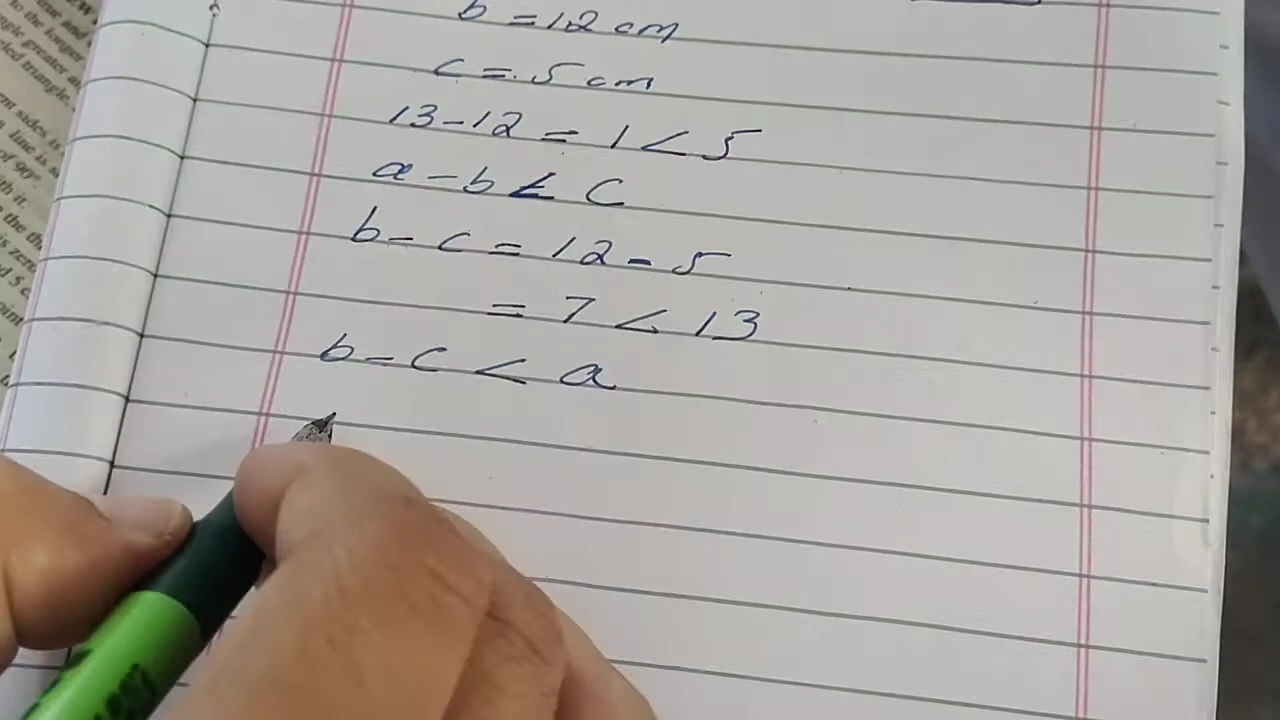 b = 12 cm
c = 5 cm
13 - 12 = 1 < 5
a - b < C
b - c = 12 - 5
= 7 < 13
b - c < a